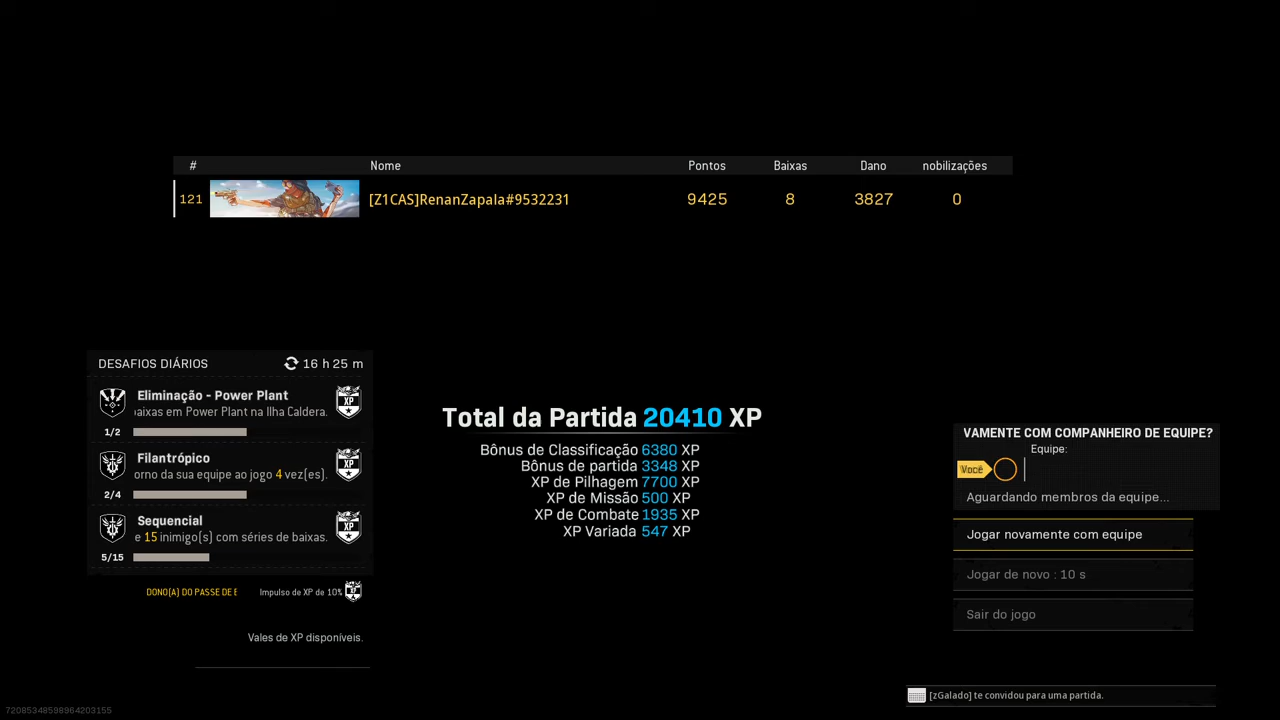 # Nome Pontos Baixas Dano nobilizações
121 [Z1CAS]RenanZapala#9532231 9425 8 3827 0
DESAFIOS DIÁRIOS 16 h 25 m
Eliminação - Power Plant
aixas em Power Plant na Ilha Caldera.
XP
1/2
Filantrópico
orno da sua equipe ao jogo 4 vez(es).
XP
2/4
Sequencial
e 15 inimigo(s) com séries de baixas.
XP
5/15
DONO(A) DO PASSE DE B Impulso de XP de 10%
Vales de XP disponíveis.
Total da Partida 20410 XP
Bônus de Classificação 6380 XP
Bônus de partida 3348 XP
XP de Pilhagem 7700 XP
XP de Missão 500 XP
XP de Combate 1935 XP
XP Variada 547 XP
VAMENTE COM COMPANHEIRO DE EQUIPE?
Equipe:
Você
Aguardando membros da equipe...
Jogar novamente com equipe
Jogar de novo : 10 s
Sair do jogo
[zGalado] te convidou para uma partida.